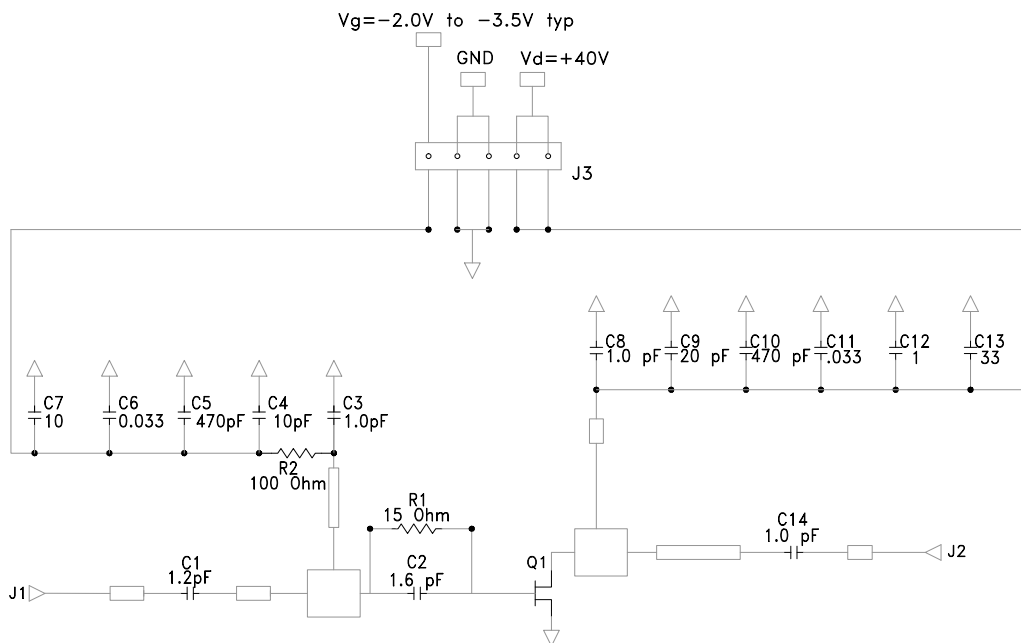 Vg=-2.0V to -3.5V typ
GND
Vd=+40V
J3
C8
1.0 pF
C9
20 pF
C10
470 pF
C11
.033
C12
1
C13
33
C7
10
C6
0.033
C5
470pF
C4
10pF
C3
1.0pF
R2
100 Ohm
R1
15 Ohm
C14
1.0 pF
J2
C1
1.2pF
C2
1.6 pF
Q1
J1